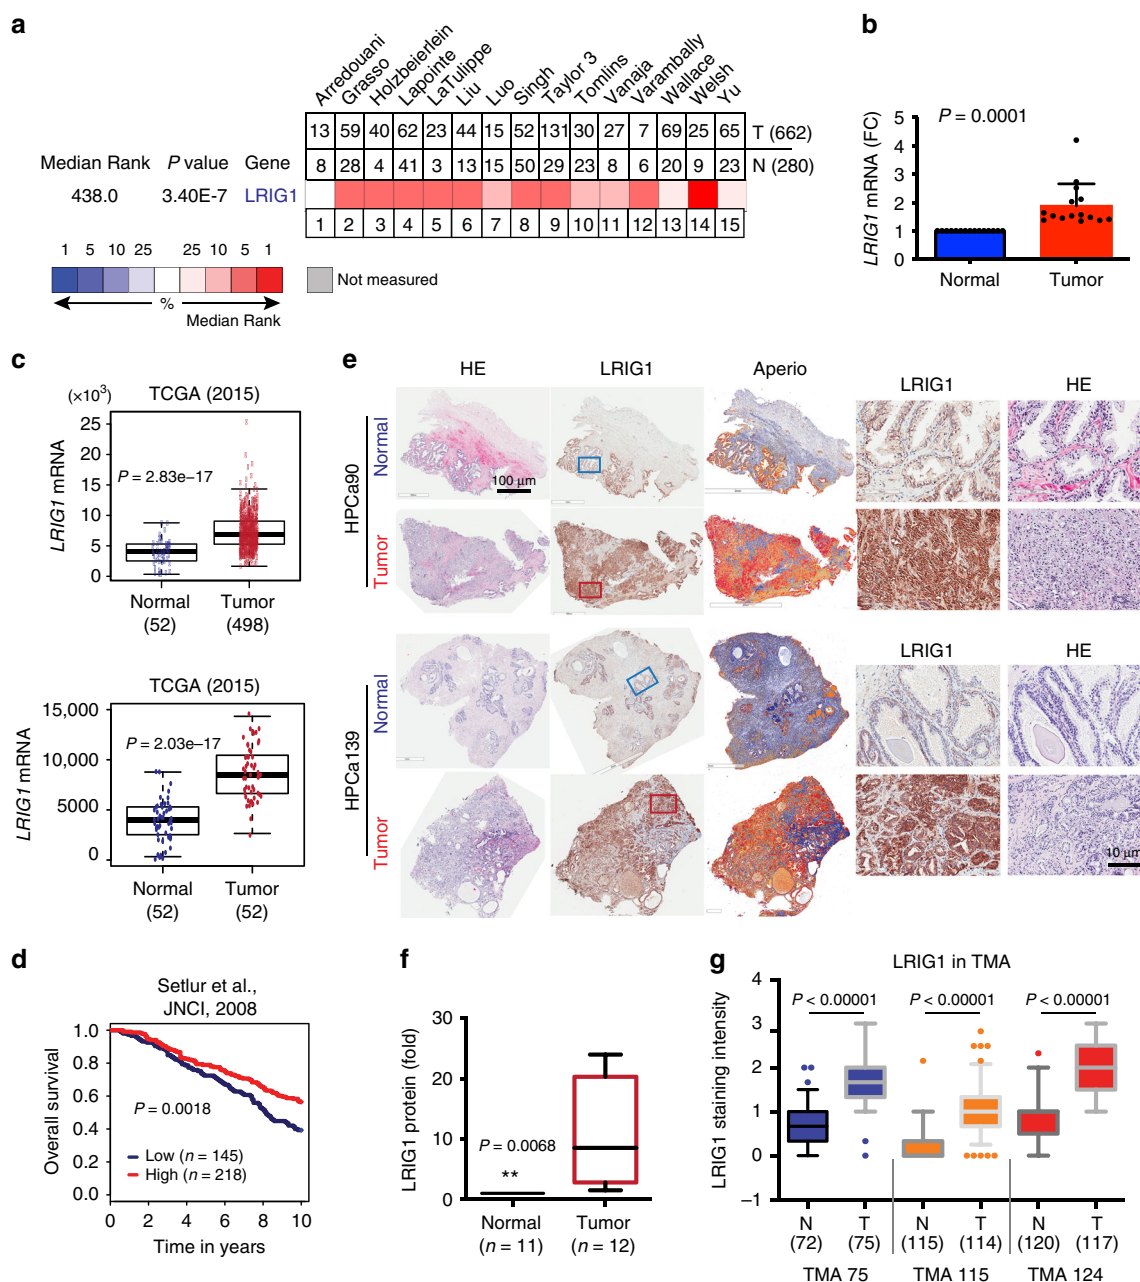 a
Arredouani
Grasso
Holzbeierlein
Lapointe
LaTulippe
Liu
Luo
Singh
Taylor 3
Tomlins
Vanaja
Varambally
Wallace
Welsh
Yu
13 59 40 62 23 44 15 52 131 30 27 7 69 25 65 T (662)
8 28 4 41 3 13 15 50 29 23 8 6 20 9 23 N (280)
Median Rank P value Gene
438.0 3.40E-7 LRIG1
1 2 3 4 5 6 7 8 9 10 11 12 13 14 15
1 5 10 25 25 10 5 1
Not measured
%
Median Rank
b
LRIG1 mRNA (FC)
P = 0.0001
5
4
3
2
1
0
Normal Tumor
c
(×10³)
TCGA (2015)
LRIG1 mRNA
25
20
15
10
5
0
P = 2.83e−17
Normal Tumor
(52) (498)
TCGA (2015)
LRIG1 mRNA
15,000
10,000
5000
0
P = 2.03e−17
Normal Tumor
(52) (52)
d
Setlur et al.,
JNCI, 2008
Overall survival
1.0
0.8
0.6
0.4
0.2
0.0
P = 0.0018
Low (n = 145)
High (n = 218)
0 2 4 6 8 10
Time in years
e
HE LRIG1 Aperio
LRIG1 HE
HPCa90
Normal
100 µm
Tumor
HPCa139
Normal
Tumor
LRIG1 HE
10 µm
f
LRIG1 protein (fold)
30
20
10
0
P = 0.0068
**
Normal Tumor
(n = 11) (n = 12)
g
LRIG1 in TMA
LRIG1 staining intensity
4
3
2
1
0
−1
P < 0.00001 P < 0.00001 P < 0.00001
N T N T N T
(72) (75) (115) (114) (120) (117)
TMA 75 TMA 115 TMA 124